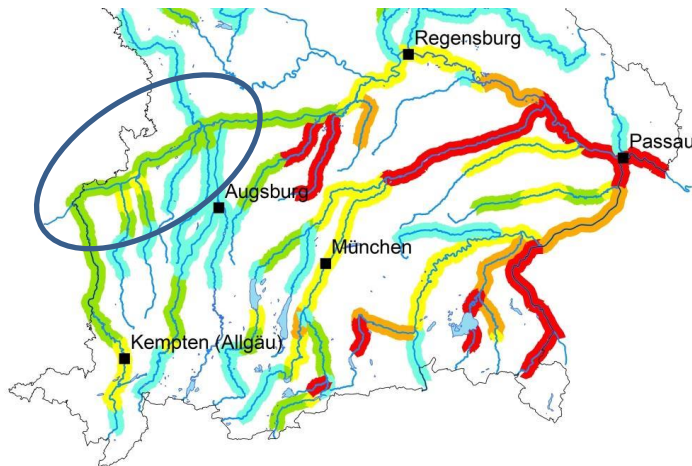 Regensburg
Passau
Augsburg
München
Kempten (Allgäu)